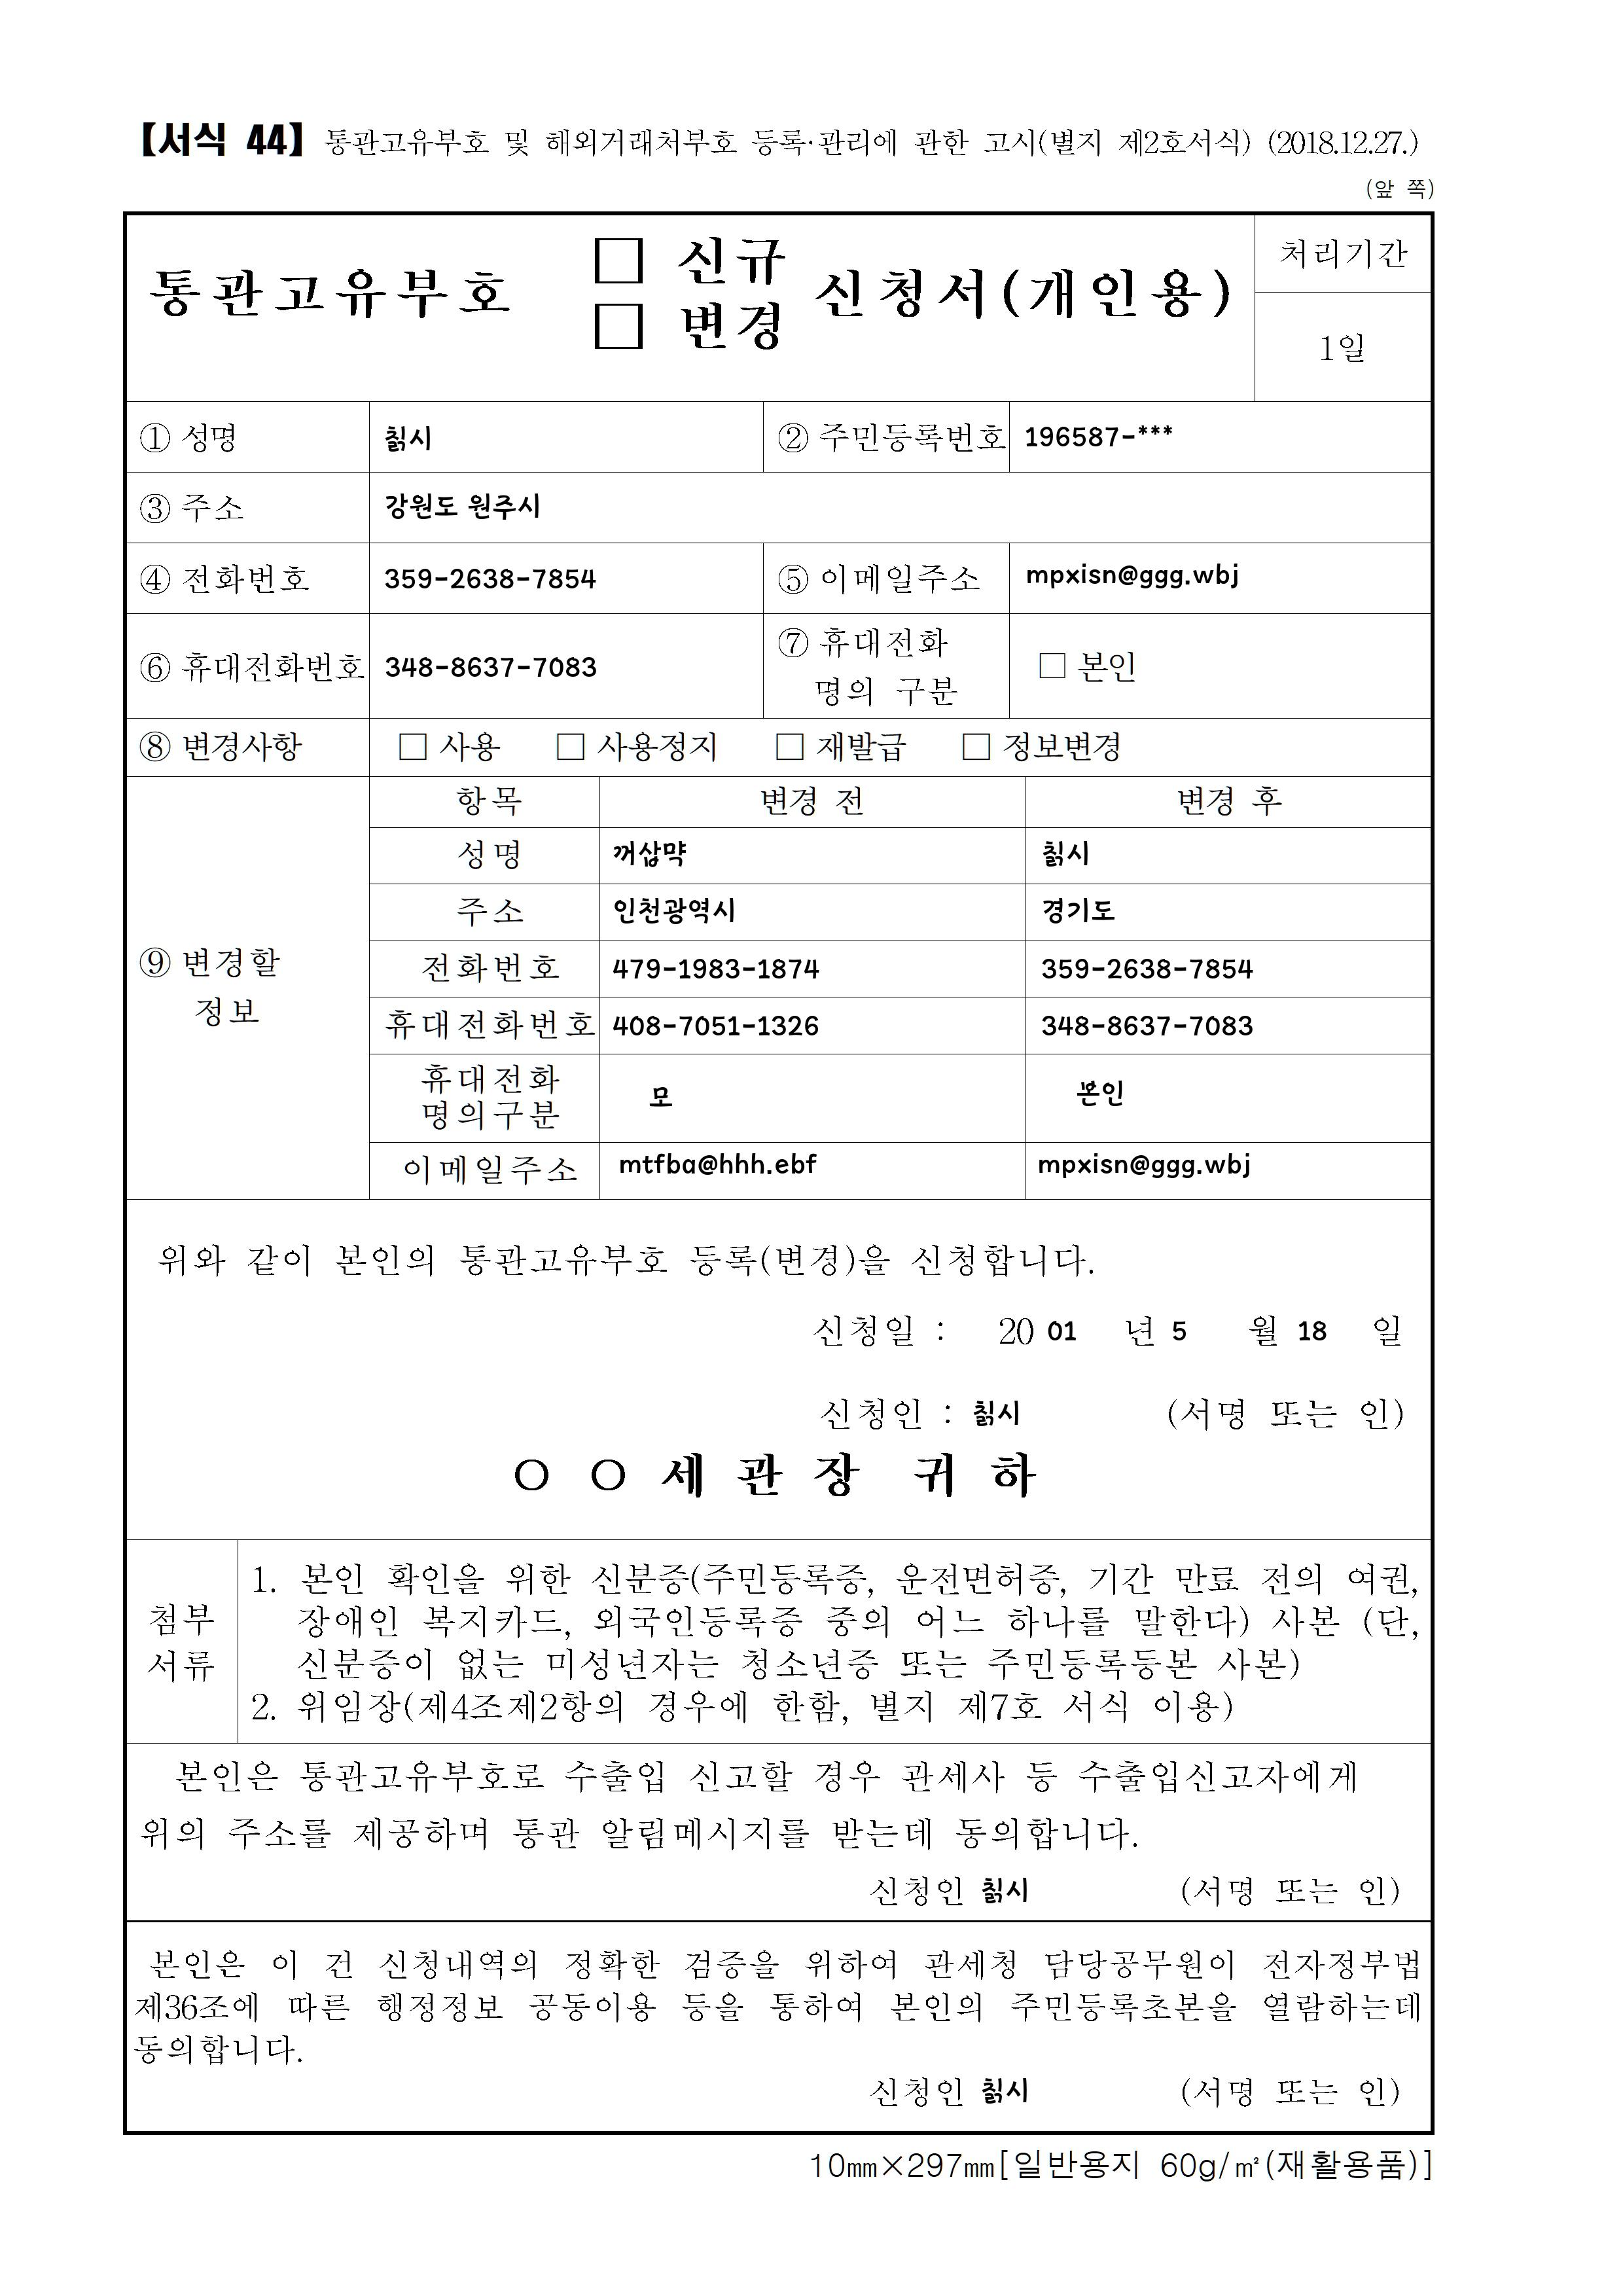 【서식 44】 통관고유부호 및 해외거래처부호 등록·관리에 관한 고시(별지 제2호서식) (2018.12.27.)
(앞 쪽)
통관고유부호 □ 신규 □ 변경 신청서(개인용)
처리기간
1일
① 성명 칡시 ② 주민등록번호 196587-***
③ 주소 강원도 원주시
④ 전화번호 359-2638-7854 ⑤ 이메일주소 mpxisn@ggg.wbj
⑥ 휴대전화번호 348-8637-7083 ⑦ 휴대전화 명의 구분 □ 본인
⑧ 변경사항 □ 사용 □ 사용정지 □ 재발급 □ 정보변경
⑨ 변경할 정보
항목 변경 전 변경 후
성명 꺼삽먁 칡시
주소 인천광역시 경기도
전화번호 479-1983-1874 359-2638-7854
휴대전화번호 408-7051-1326 348-8637-7083
휴대전화 명의구분 모 본인
이메일주소 mtfba@hhh.ebf mpxisn@ggg.wbj
위와 같이 본인의 통관고유부호 등록(변경)을 신청합니다.
신청일 : 20 01 년 5 월 18 일
신청인 : 칡시 (서명 또는 인)
○ ○ 세 관 장 귀 하
첨부 서류
1. 본인 확인을 위한 신분증(주민등록증, 운전면허증, 기간 만료 전의 여권,
장애인 복지카드, 외국인등록증 중의 어느 하나를 말한다) 사본 (단,
신분증이 없는 미성년자는 청소년증 또는 주민등록등본 사본)
2. 위임장(제4조제2항의 경우에 한함, 별지 제7호 서식 이용)
본인은 통관고유부호로 수출입 신고할 경우 관세사 등 수출입신고자에게
위의 주소를 제공하며 통관 알림메시지를 받는데 동의합니다.
신청인 칡시 (서명 또는 인)
본인은 이 건 신청내역의 정확한 검증을 위하여 관세청 담당공무원이 전자정부법
제36조에 따른 행정정보 공동이용 등을 통하여 본인의 주민등록초본을 열람하는데
동의합니다.
신청인 칡시 (서명 또는 인)
10㎜×297㎜[일반용지 60g/㎡(재활용품)]